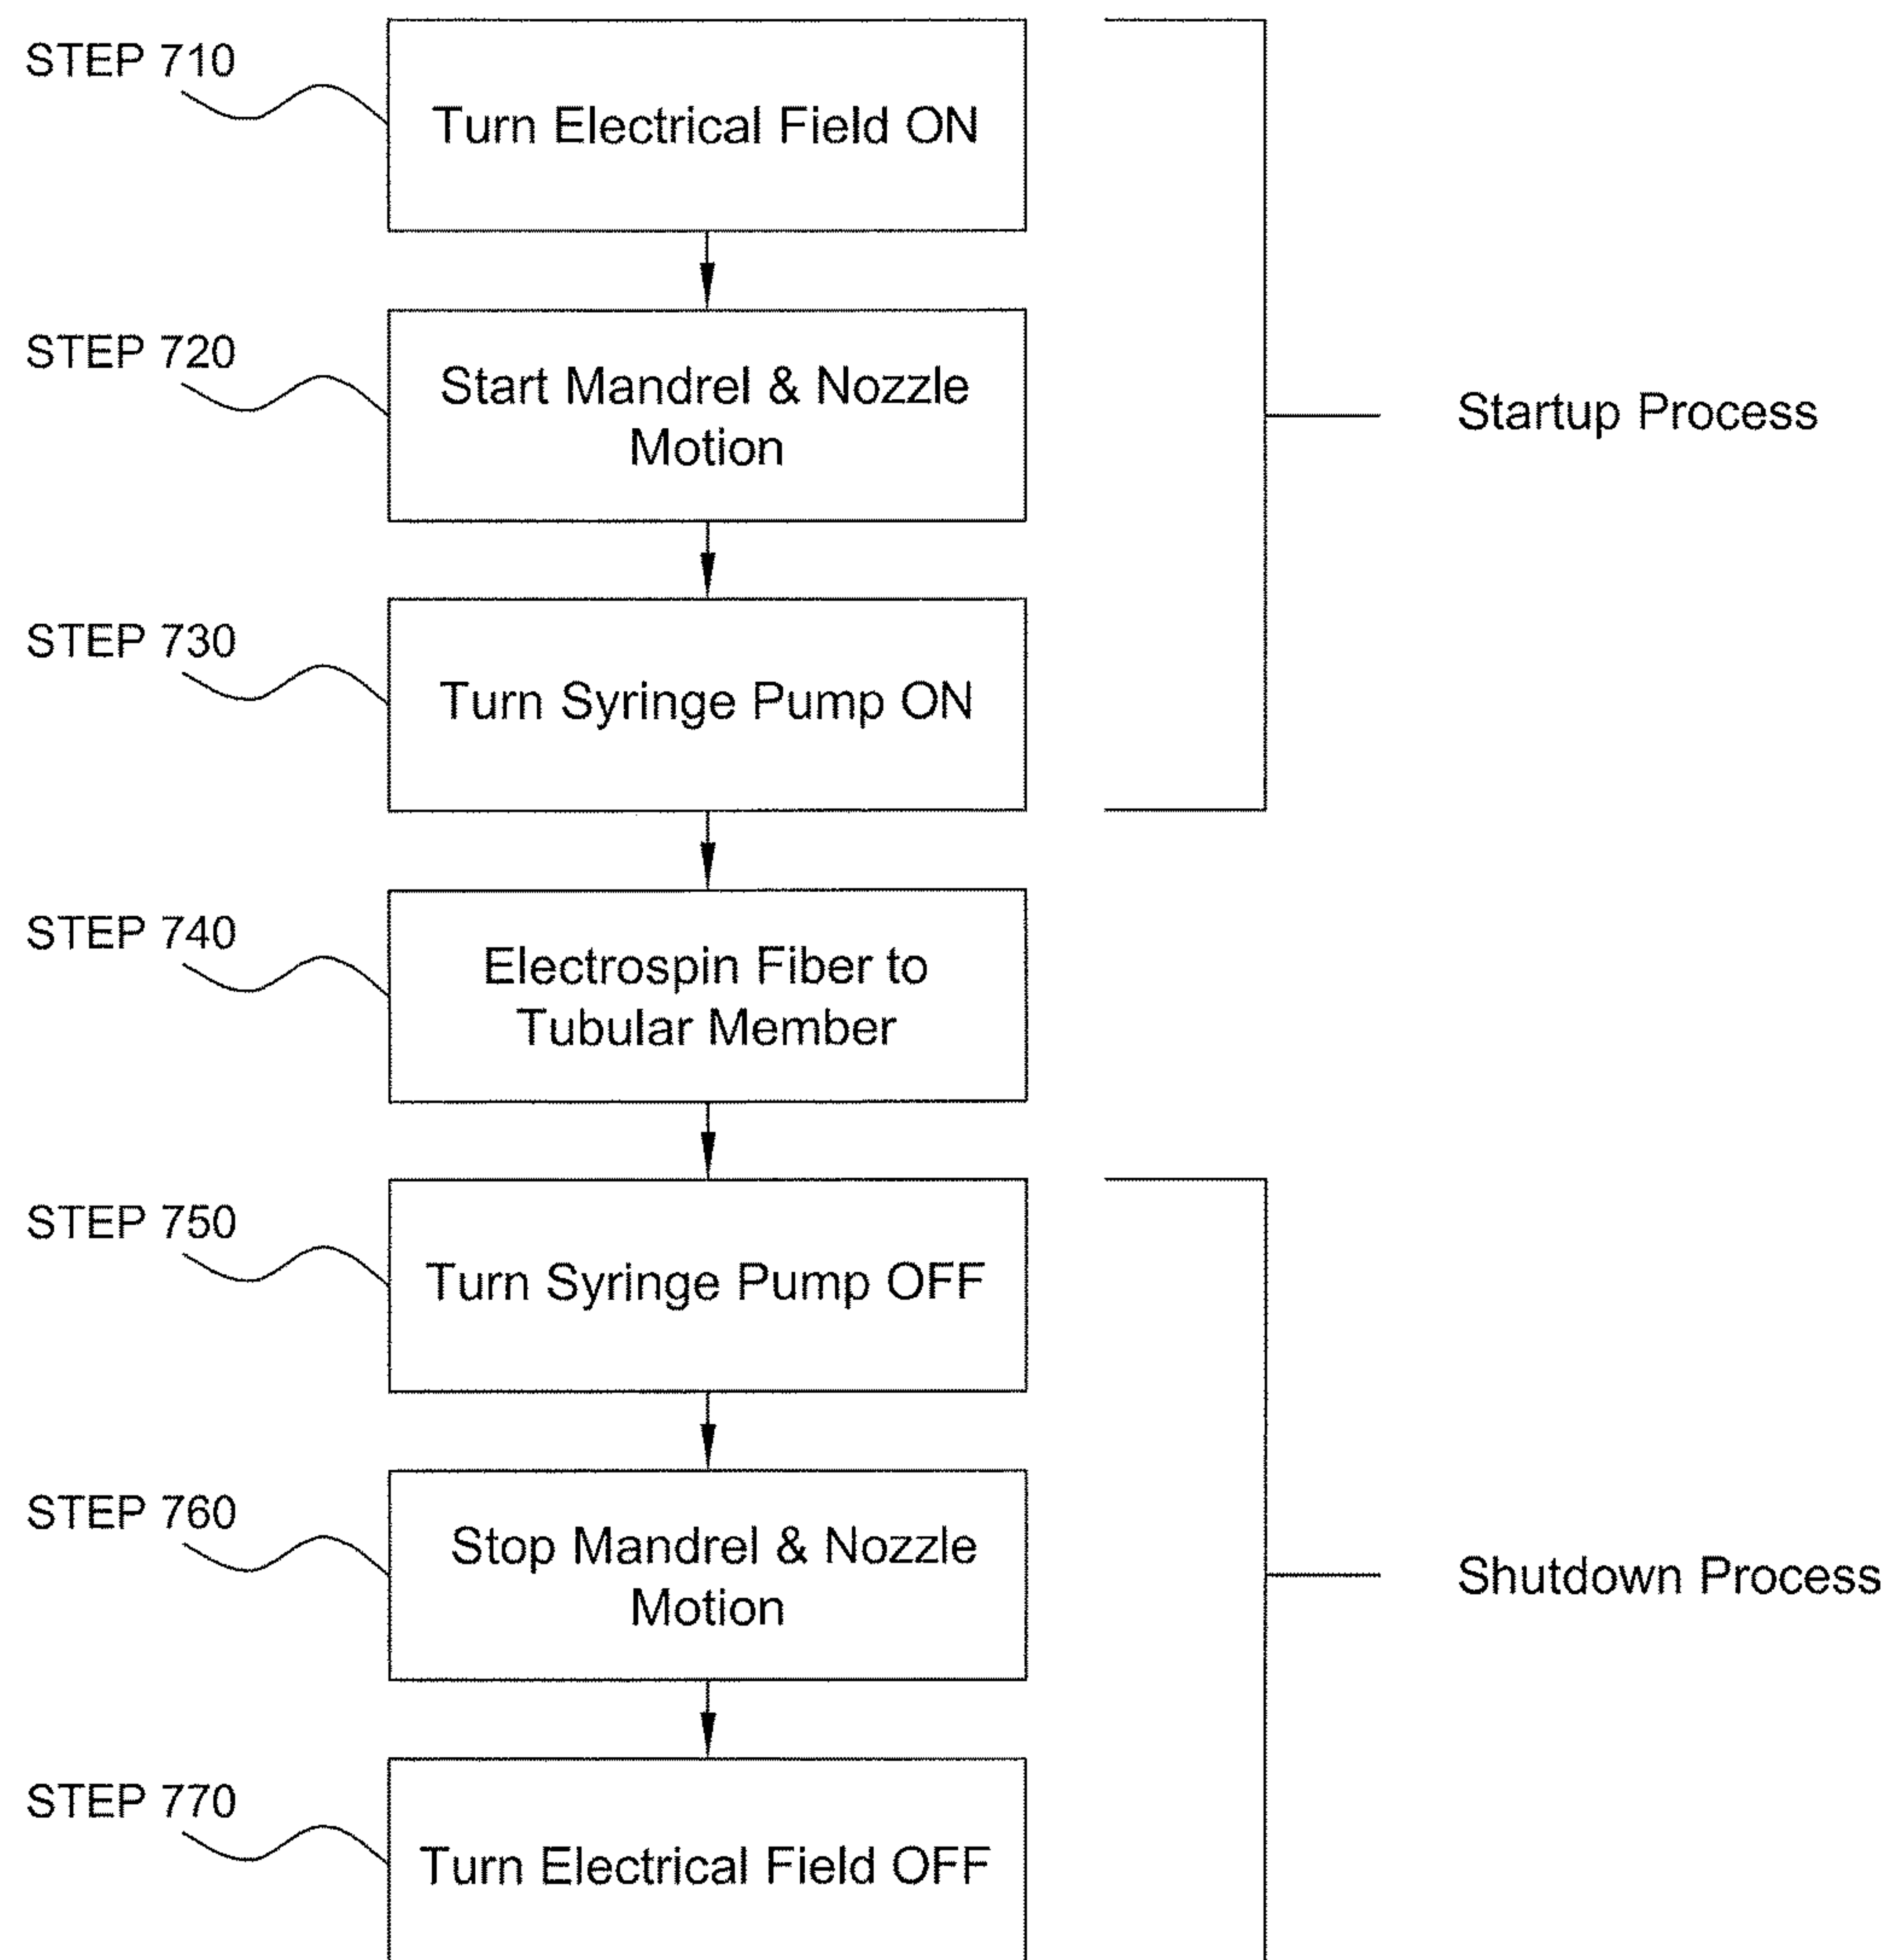 STEP 710
Turn Electrical Field ON
STEP 720
Start Mandrel & Nozzle
Motion
Startup Process
STEP 730
Turn Syringe Pump ON
STEP 740
Electrospin Fiber to
Tubular Member
STEP 750
Turn Syringe Pump OFF
STEP 760
Stop Mandrel & Nozzle
Motion
Shutdown Process
STEP 770
Turn Electrical Field OFF